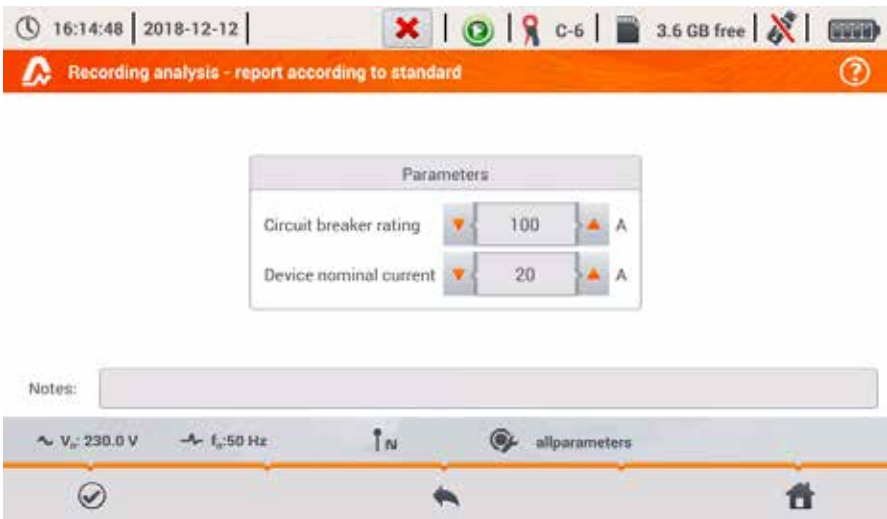 16:14:48 2018-12-12 C-6 3.6 GB free
Recording analysis - report according to standard ?
Parameters
Circuit breaker rating 100 A
Device nominal current 20 A
Notes:
Vn: 230.0 V fn:50 Hz N allparameters